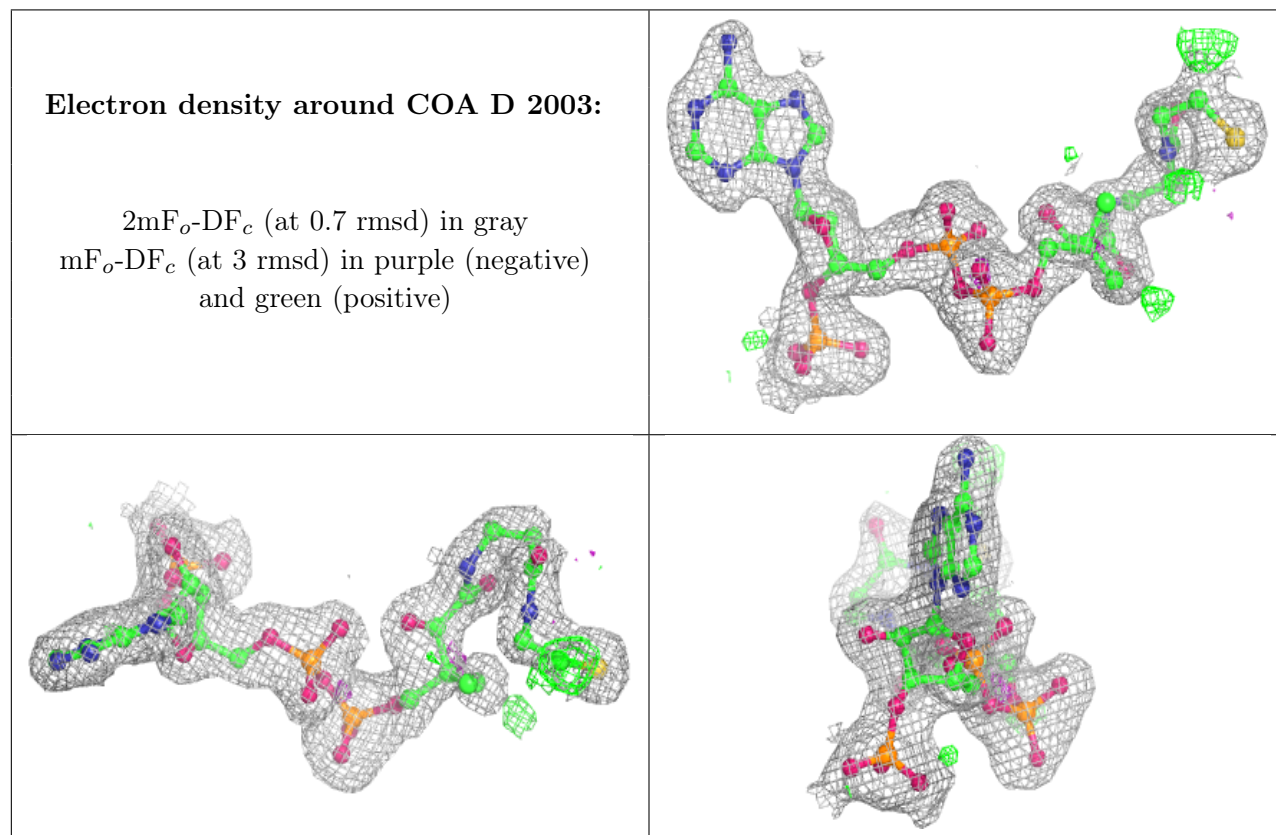 Electron density around COA D 2003:
2mFₒ-DF𝒸 (at 0.7 rmsd) in gray
mFₒ-DF𝒸 (at 3 rmsd) in purple (negative)
and green (positive)